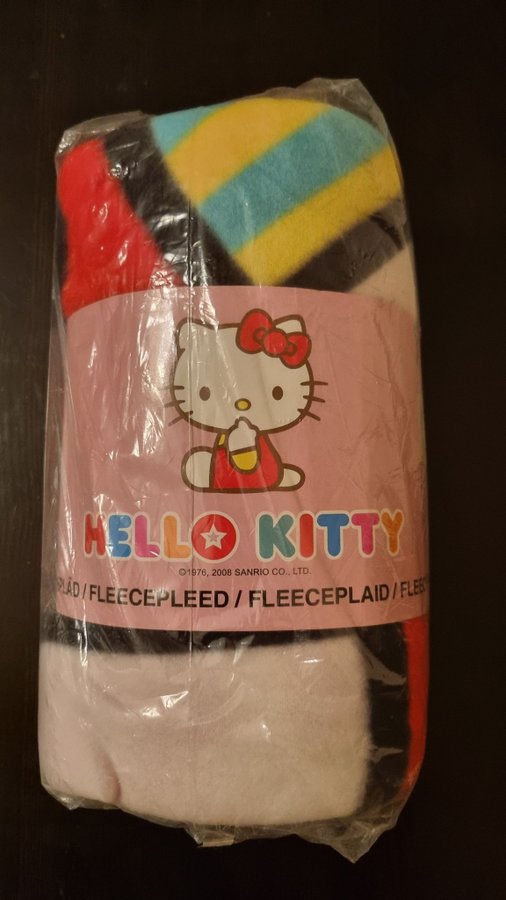 HELLO KITTY
©1976, 2008 SANRIO CO., LTD.
/ FLEECEPLEED / FLEECEPLAID /